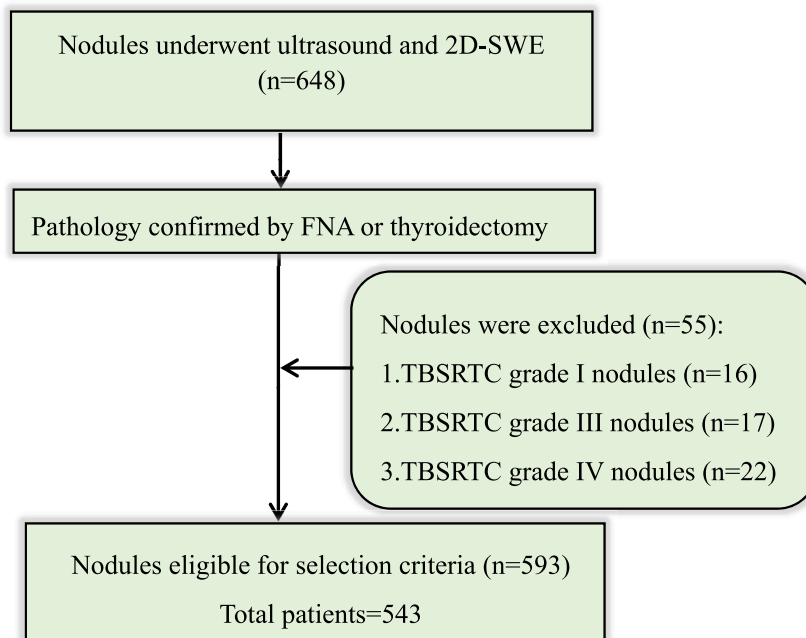 Nodules underwent ultrasound and 2D-SWE
(n=648)
Pathology confirmed by FNA or thyroidectomy
Nodules were excluded (n=55):
1.TBSRTC grade I nodules (n=16)
2.TBSRTC grade III nodules (n=17)
3.TBSRTC grade IV nodules (n=22)
Nodules eligible for selection criteria (n=593)
Total patients=543